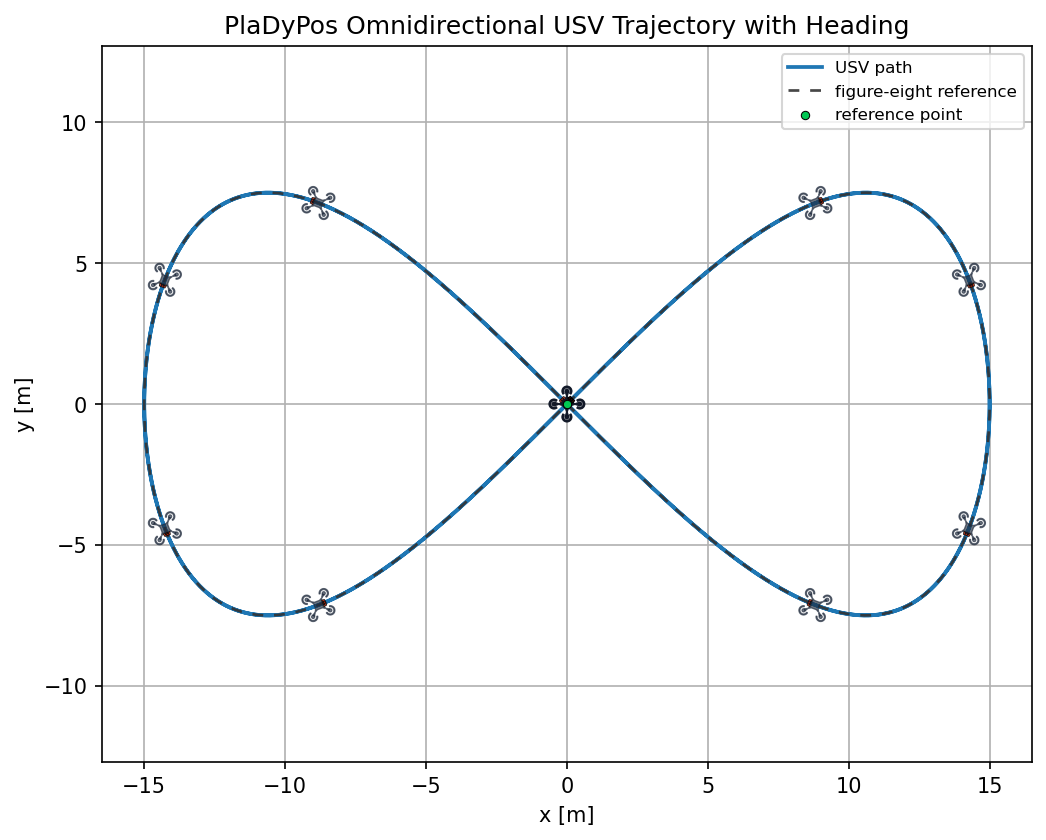 PlaDyPos Omnidirectional USV Trajectory with Heading
USV path
figure-eight reference
reference point
10
5
0
−5
−10
y [m]
−15
−10
−5
0
5
10
15
x [m]